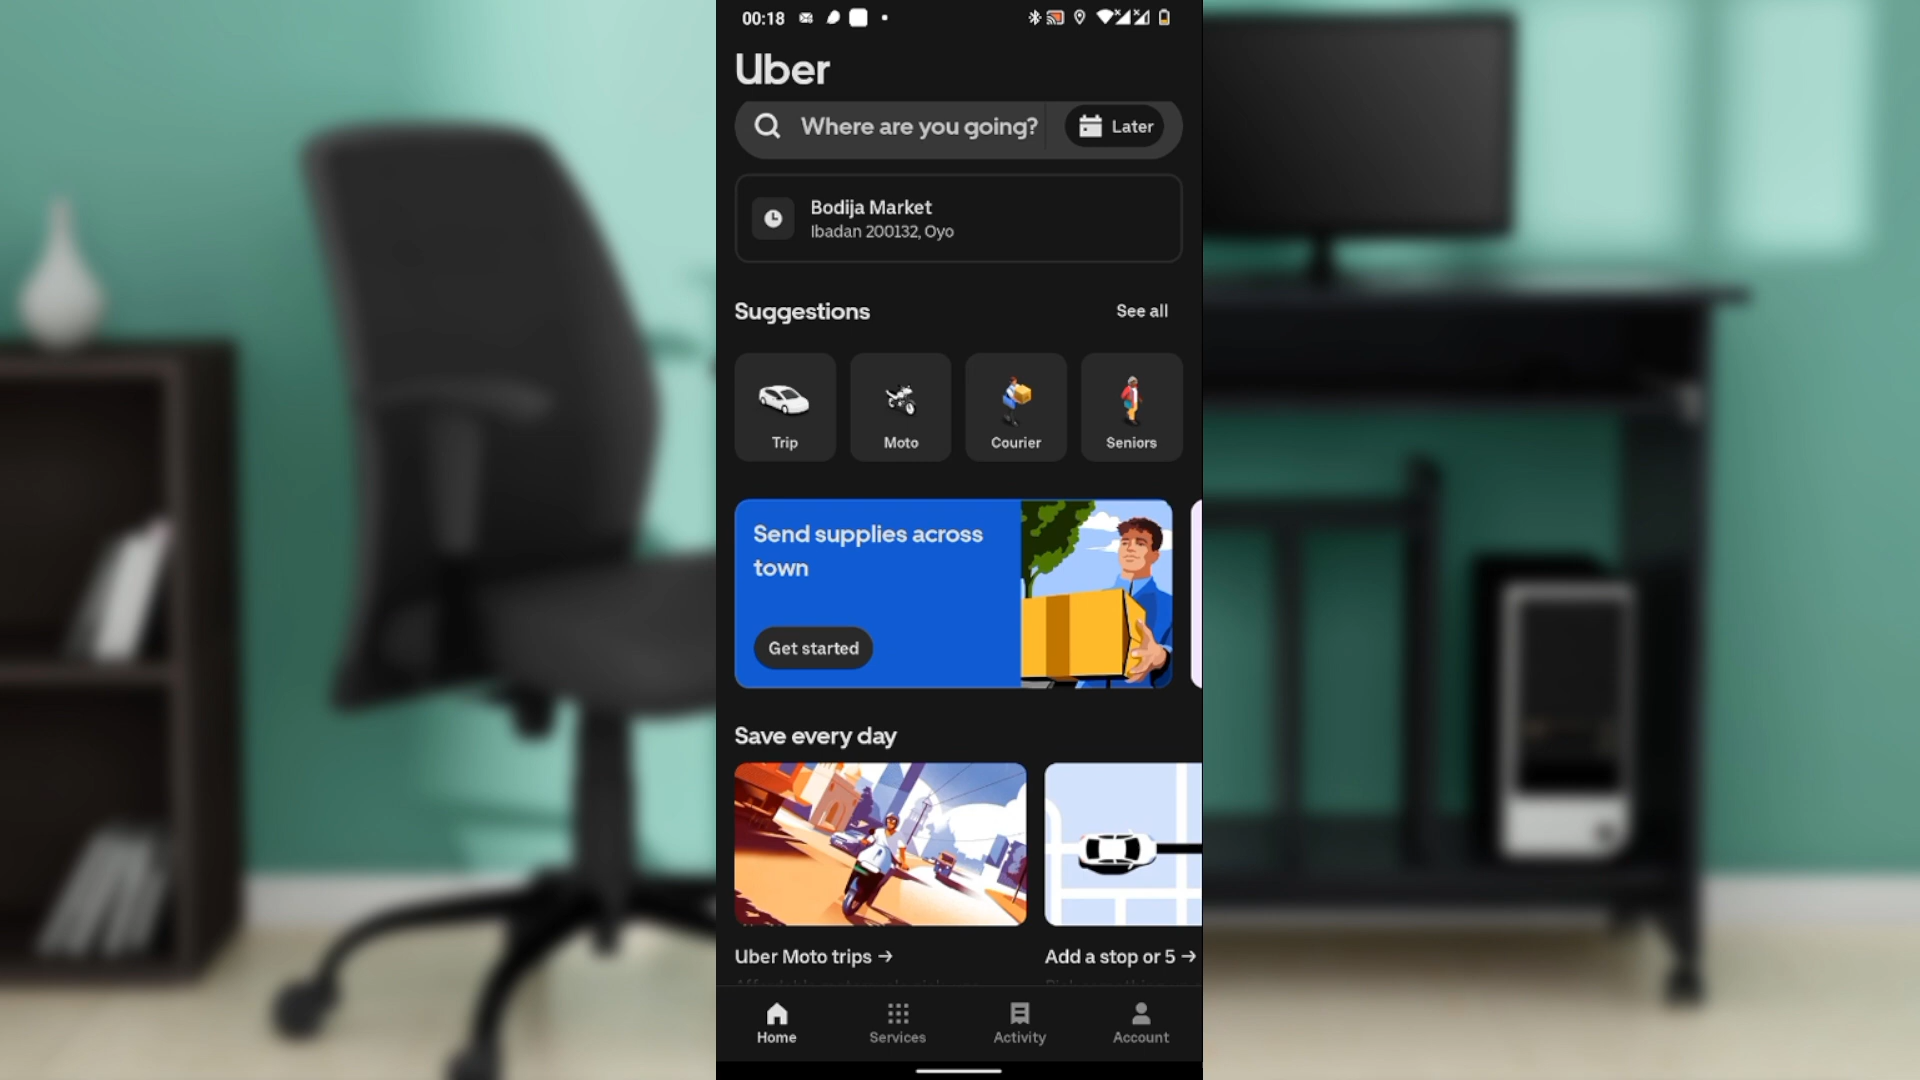 00:18
Uber
Where are you going?
Later
Bodija Market
Ibadan 200132, Oyo
Suggestions
See all
Trip
Moto
Courier
Seniors
Send supplies across
town
Get started
Save every day
Uber Moto trips →
Add a stop or 5 →
Home
Services
Activity
Account